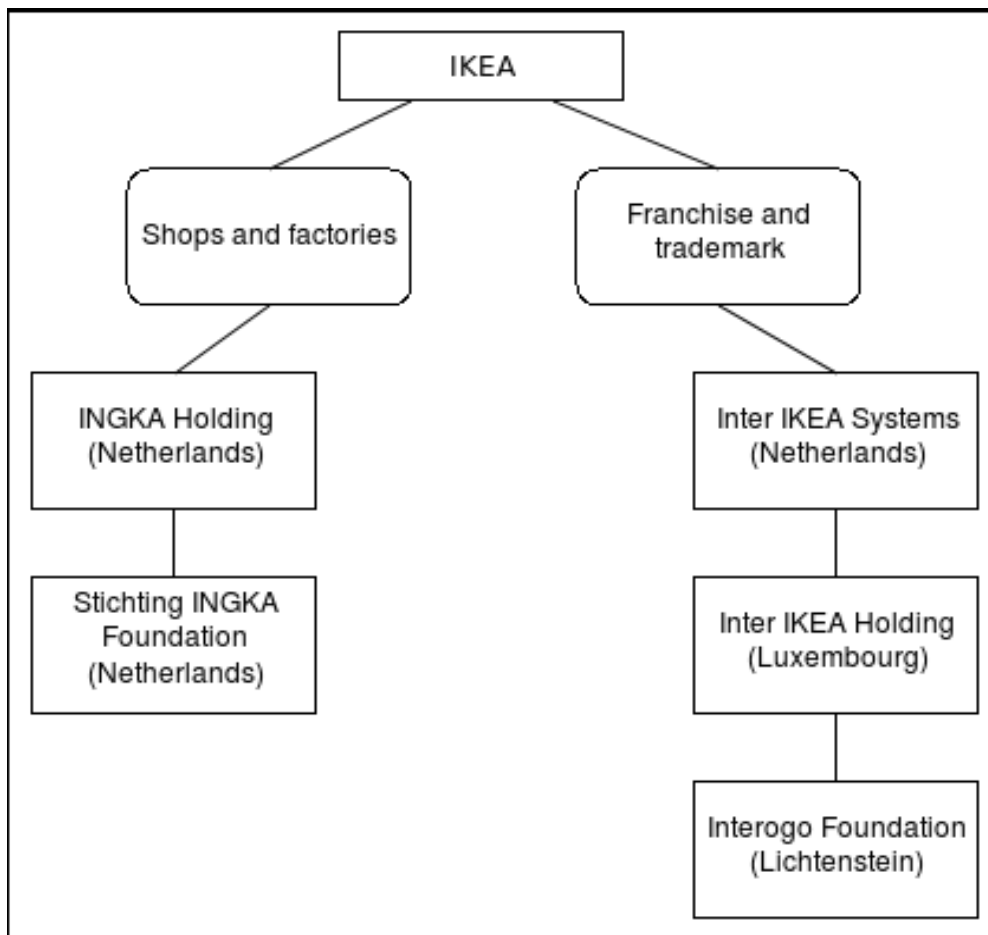 IKEA
Shops and factories
Franchise and
trademark
INGKA Holding
(Netherlands)
Inter IKEA Systems
(Netherlands)
Stichting INGKA
Foundation
(Netherlands)
Inter IKEA Holding
(Luxembourg)
Interogo Foundation
(Lichtenstein)